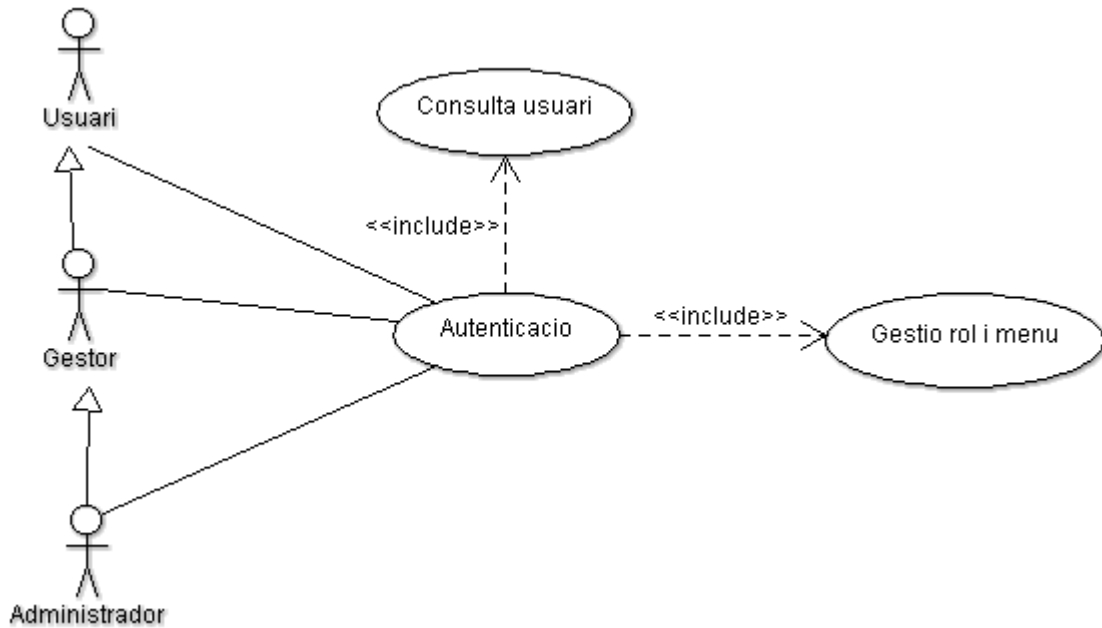 Usuari
Consulta usuari
<<include>>
Gestor
Autenticacio
<<include>>
Gestio rol i menu
Administrador